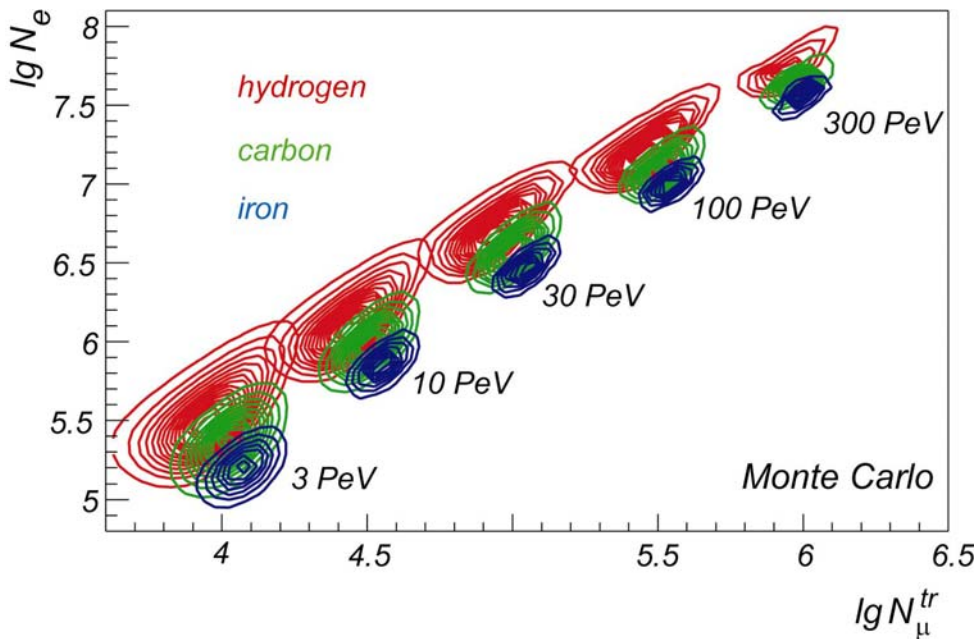 lg N_e
8
7.5
7
6.5
6
5.5
5
hydrogen
carbon
iron
300 PeV
100 PeV
30 PeV
10 PeV
3 PeV
Monte Carlo
4 4.5 5 5.5 6 6.5
lg N_μ^tr